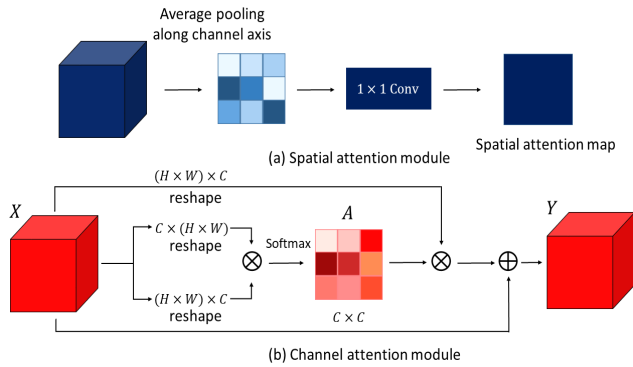 Average pooling
along channel axis
1 × 1 Conv
Spatial attention map
(a) Spatial attention module
(H × W) × C
reshape
X
C × (H × W)
reshape
Softmax
A
Y
⊗
⊗
⊕
(H × W) × C
reshape
C × C
(b) Channel attention module